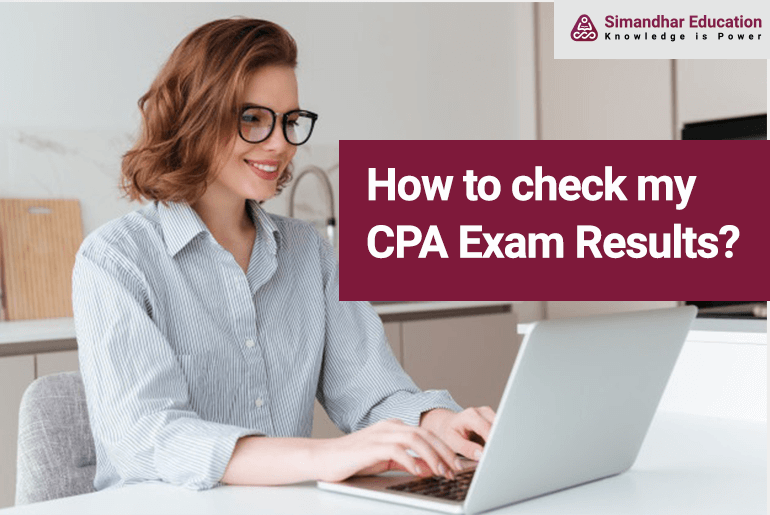 Simandhar Education
Knowledge is Power
How to check my
CPA Exam Results?